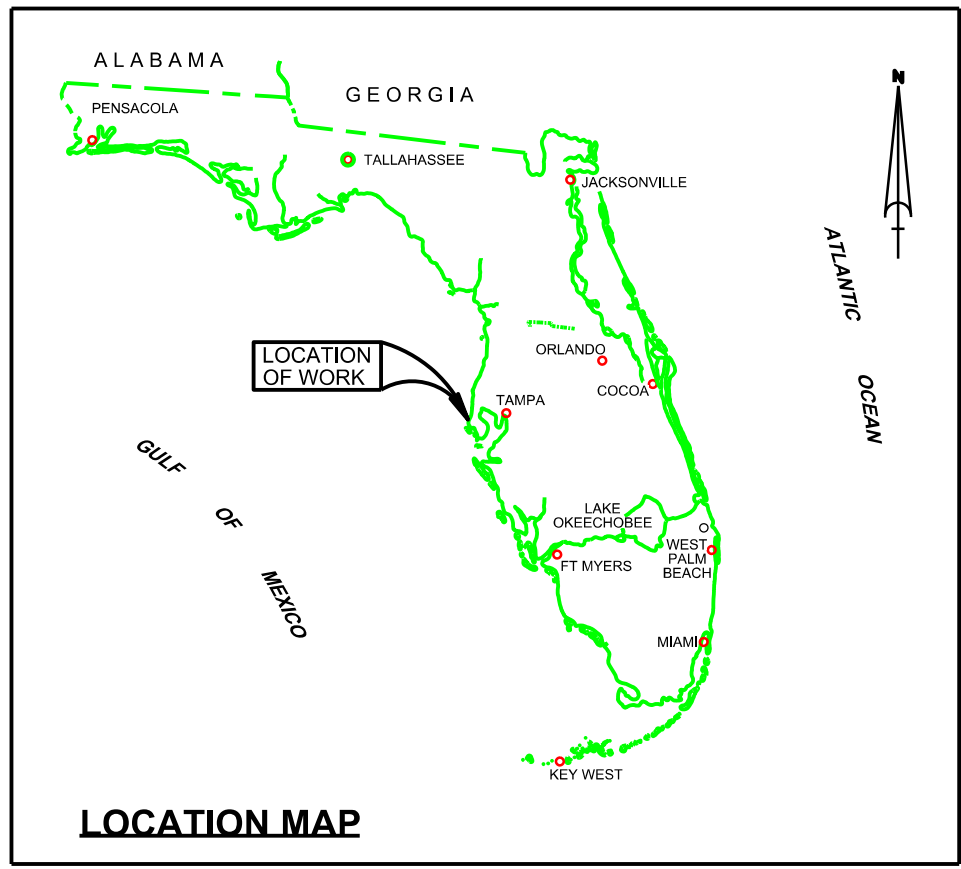 ALABAMA
GEORGIA
N
PENSACOLA
TALLAHASSEE
JACKSONVILLE
ATLANTIC
OCEAN
LOCATION
OF WORK
ORLANDO
COCOA
TAMPA
GULF
OF
MEXICO
LAKE
OKEECHOBEE
WEST
PALM
BEACH
FT MYERS
MIAMI
KEY WEST
LOCATION MAP